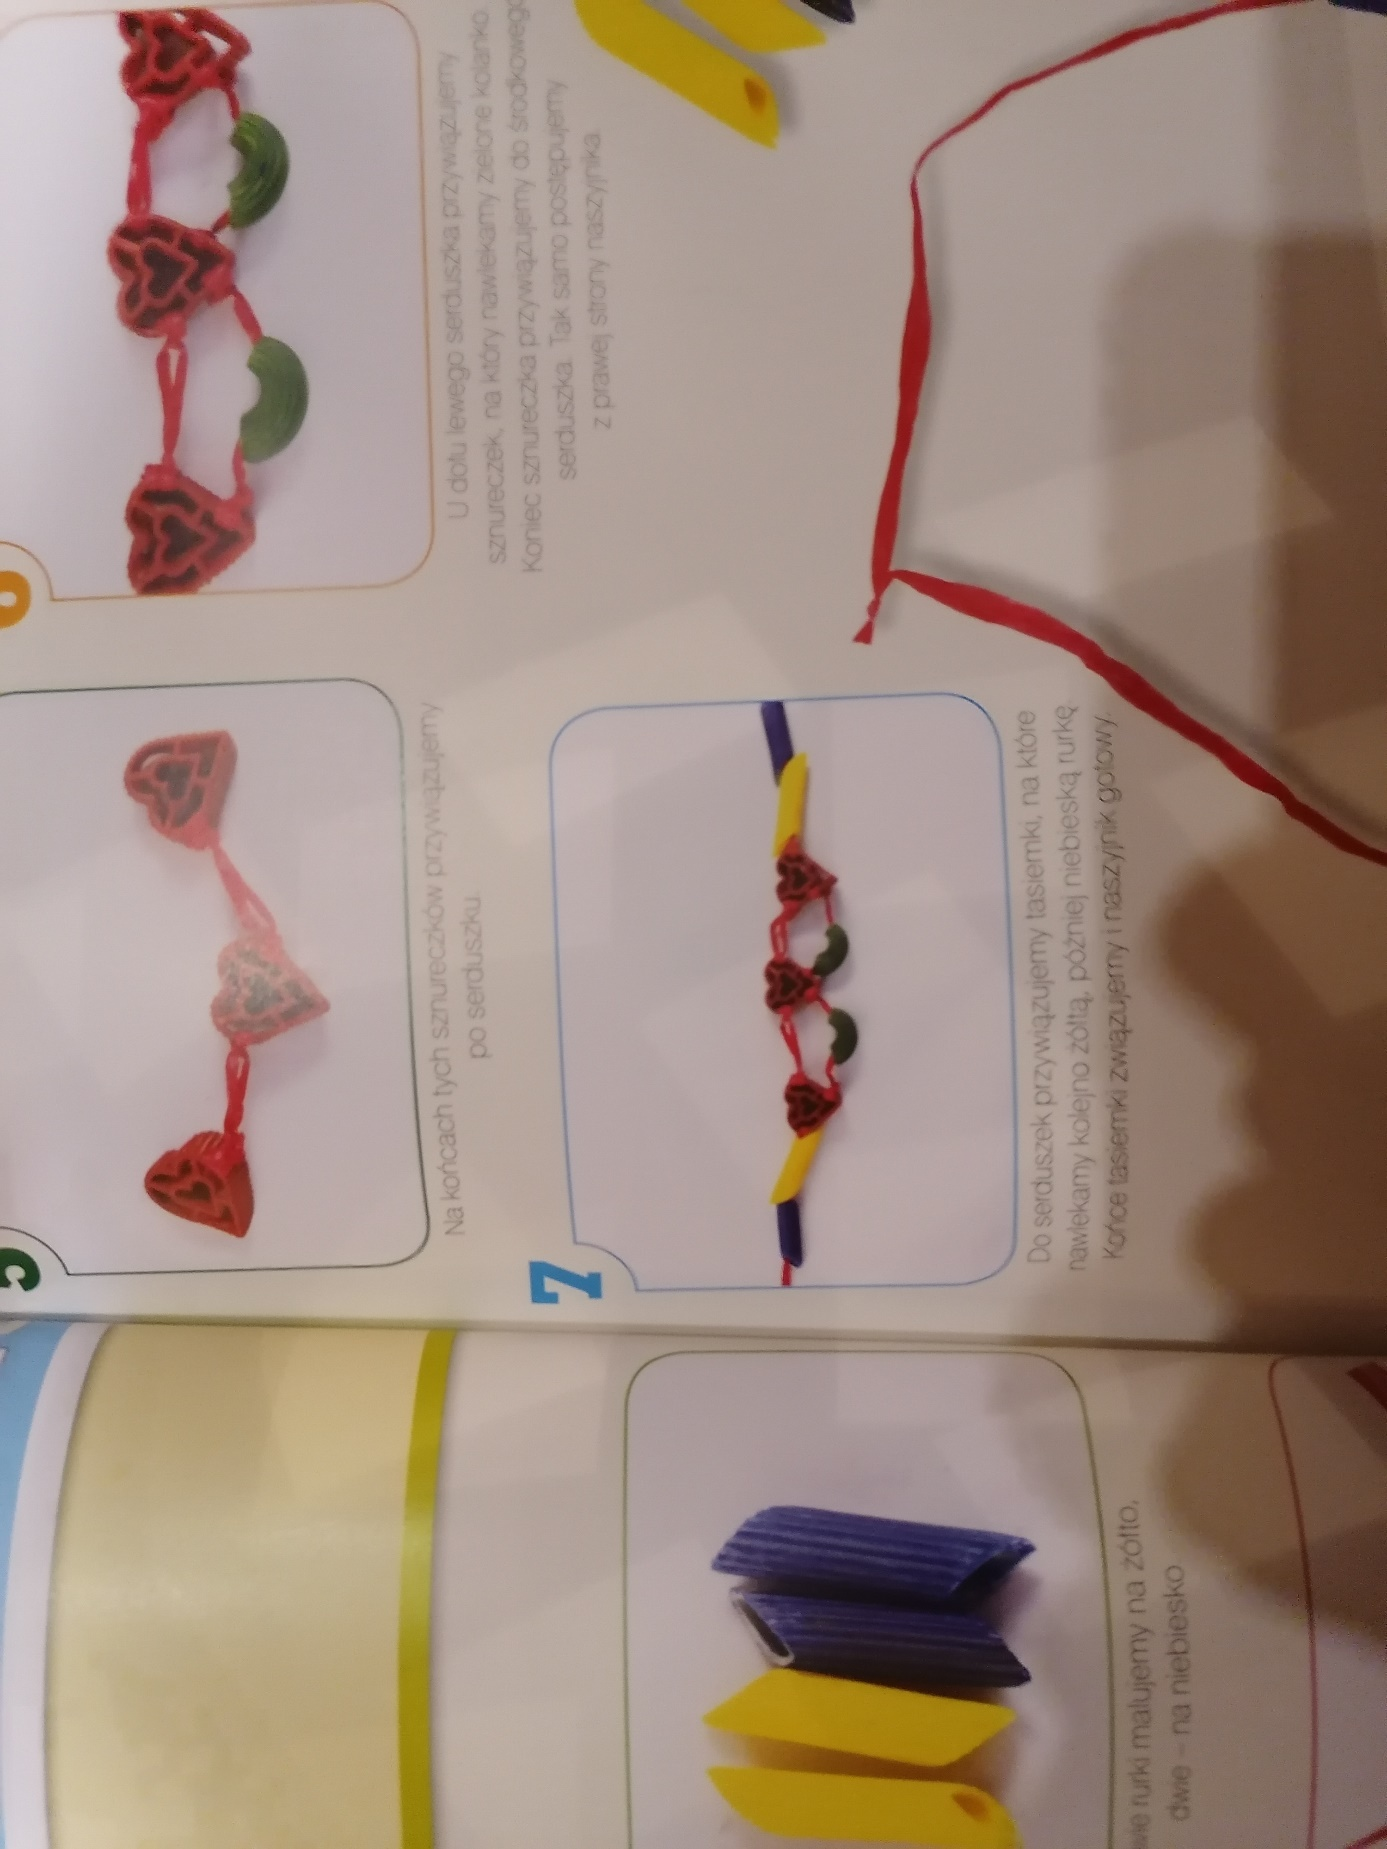 dwie rurki malujemy na żółto,
dwie – na niebiesko
5
Na końcach tych sznureczków przywiązujemy
po serduszku.
U dołu lewego serduszka przywiązujemy
sznureczek, na który nawlekamy zielone kolanko.
Koniec sznureczka przywiązujemy do środkowego
serduszka. Tak samo postępujemy
z prawej strony naszyjnika.
7
Do serduszek przywiązujemy tasiemki, na które
nawlekamy kolejno żółtą, później niebieską rurkę.
Końce tasiemki związujemy i naszyjnik gotowy.